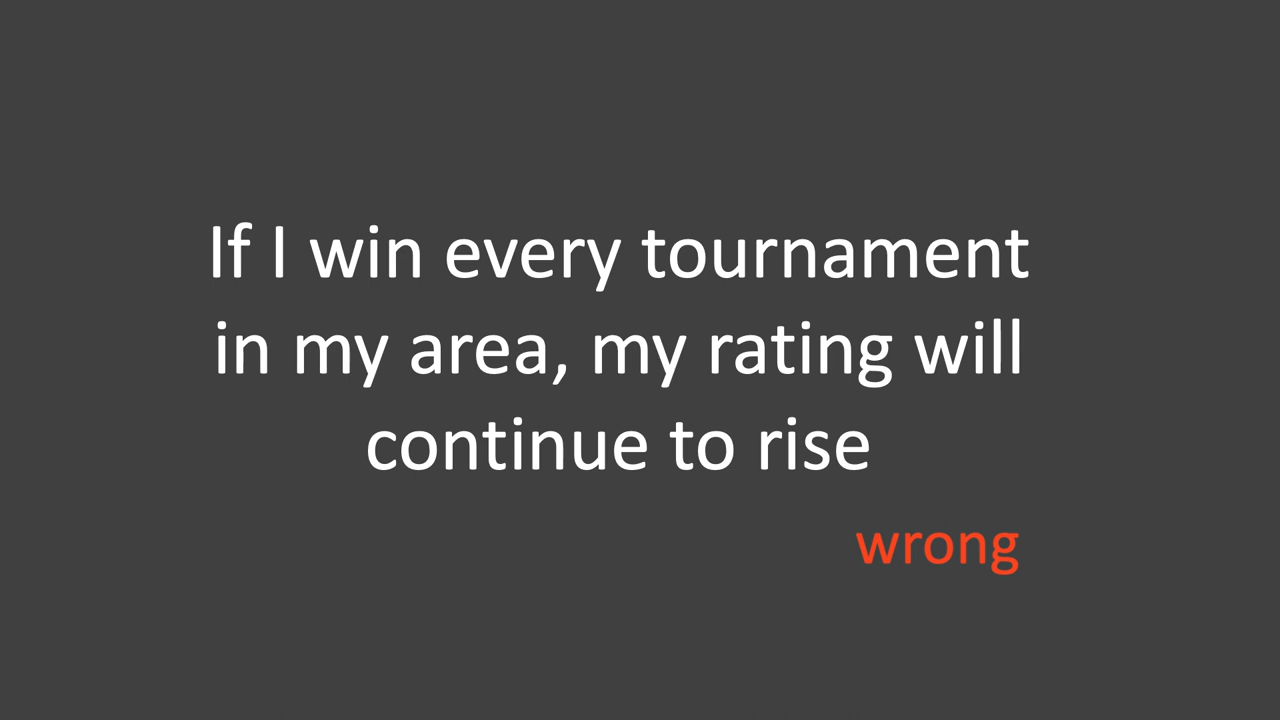 If I win every tournament
in my area, my rating will
continue to rise
wrong